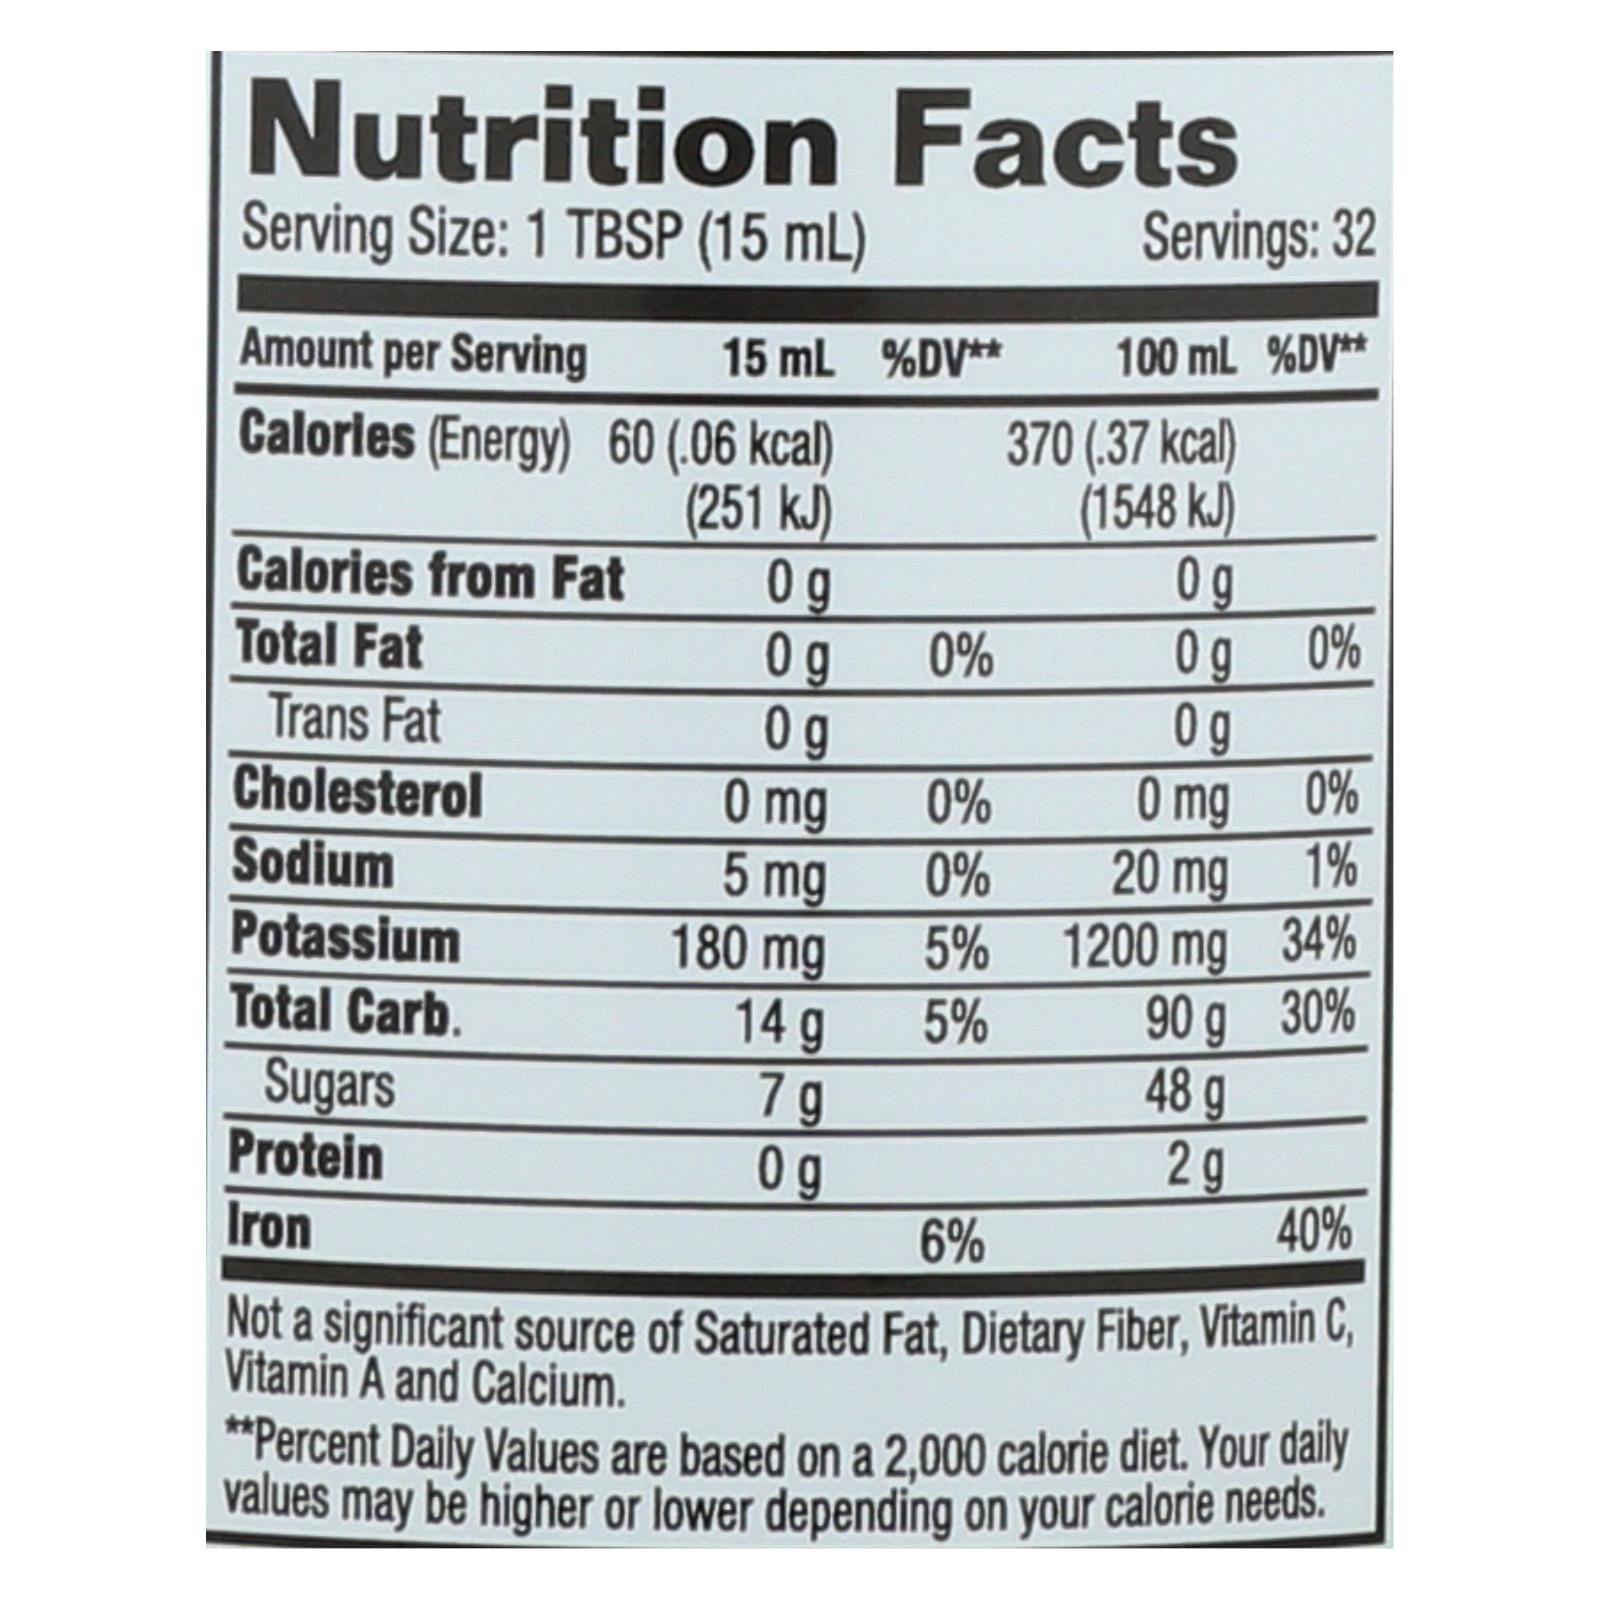 Nutrition Facts
Serving Size: 1 TBSP (15 mL) Servings: 32
Amount per Serving 15 mL %DV** 100 mL %DV**
Calories (Energy) 60 (.06 kcal) 370 (.37 kcal)
(251 kJ) (1548 kJ)
Calories from Fat 0 g 0 g
Total Fat 0 g 0% 0 g 0%
Trans Fat 0 g 0 g
Cholesterol 0 mg 0% 0 mg 0%
Sodium 5 mg 0% 20 mg 1%
Potassium 180 mg 5% 1200 mg 34%
Total Carb. 14 g 5% 90 g 30%
Sugars 7 g 48 g
Protein 0 g 2 g
Iron 6% 40%
Not a significant source of Saturated Fat, Dietary Fiber, Vitamin C,
Vitamin A and Calcium.
**Percent Daily Values are based on a 2,000 calorie diet. Your daily
values may be higher or lower depending on your calorie needs.